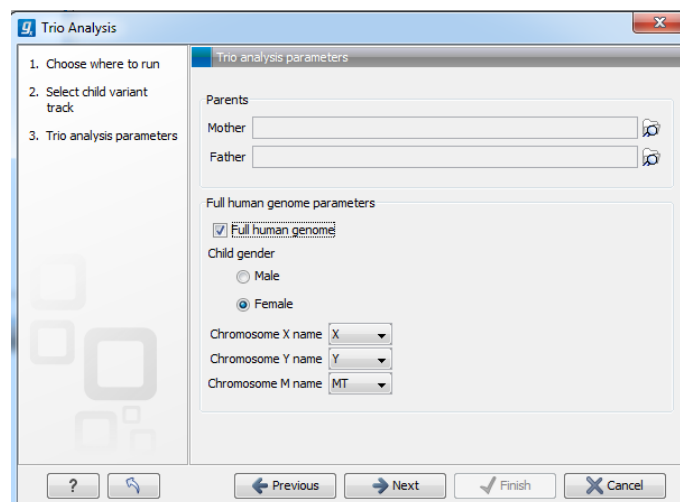 Trio Analysis
1. Choose where to run
2. Select child variant
track
3. Trio analysis parameters
Trio analysis parameters
Parents
Mother
Father
Full human genome parameters
Full human genome
Child gender
Male
Female
Chromosome X name X
Chromosome Y name Y
Chromosome M name MT
? Previous Next Finish Cancel